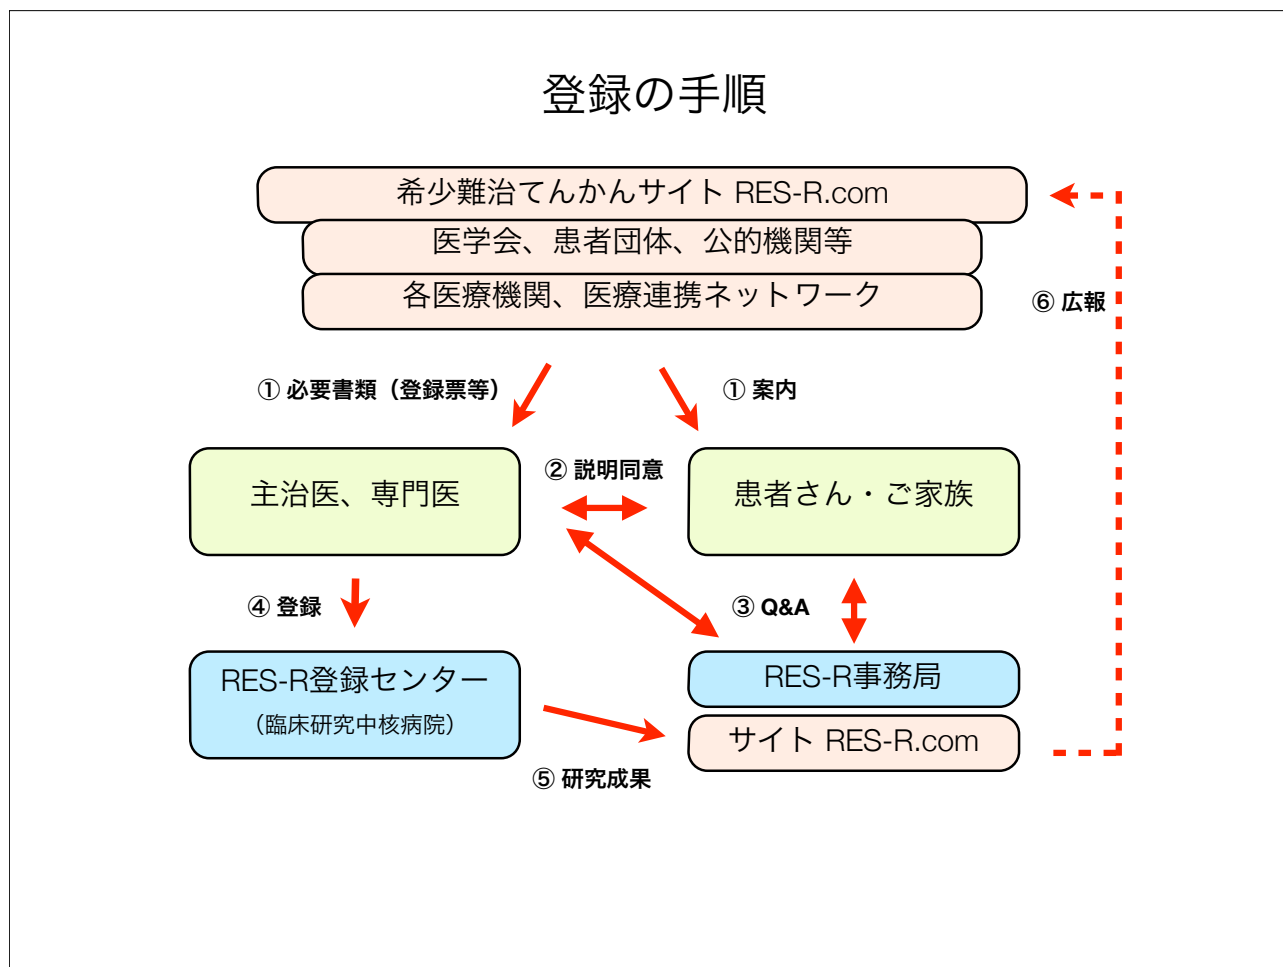 登録の手順
希少難治てんかんサイト RES-R.com
医学会、患者団体、公的機関等
各医療機関、医療連携ネットワーク
⑥ 広報
① 必要書類（登録票等）
① 案内
② 説明同意
主治医、専門医
患者さん・ご家族
④ 登録
③ Q&A
RES-R登録センター
（臨床研究中核病院）
RES-R事務局
サイト RES-R.com
⑤ 研究成果